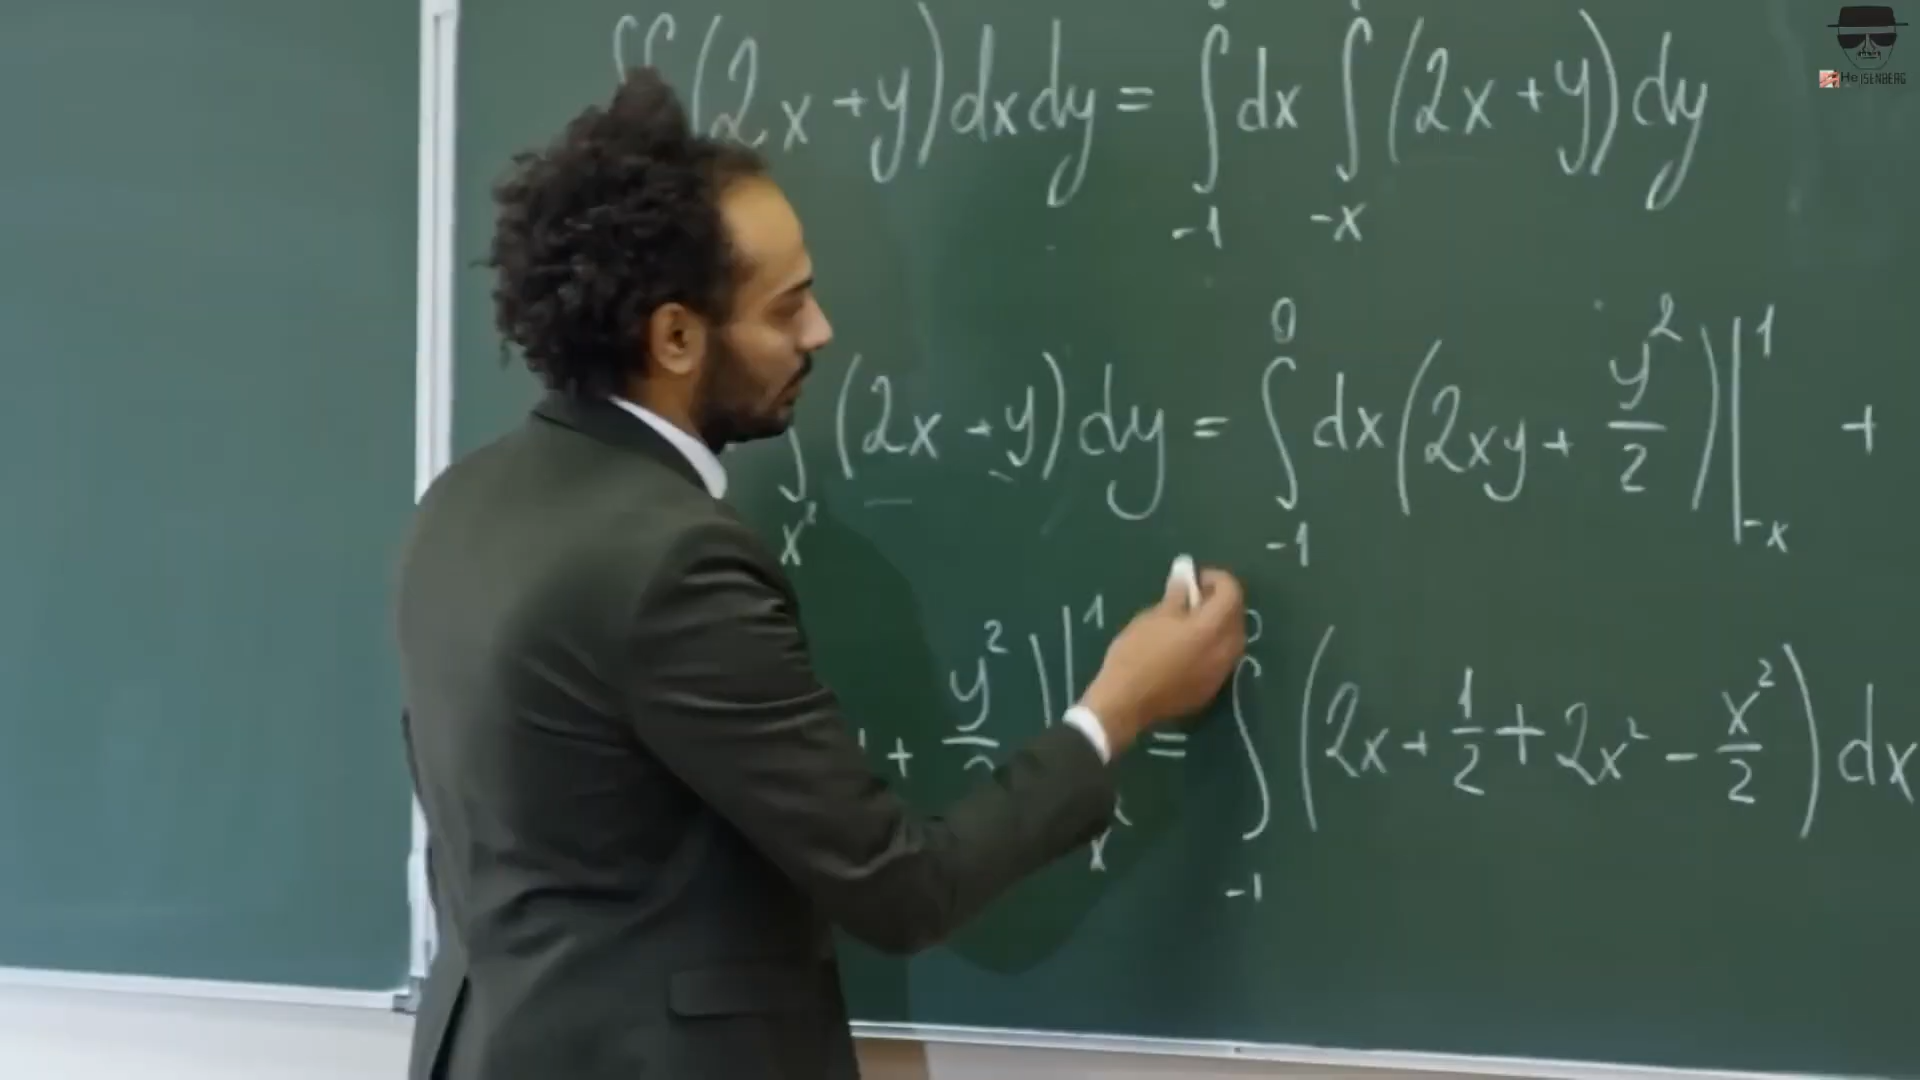 ∬(2x+y)dxdy = ∫_{-1} dx ∫_{-x} (2x+y)dy
∫_{x²} (2x+y)dy = ∫_{-1}^{0} dx(2xy+y²/2)|_{-x}^{1} +
+ y²/2)|^{1}_{x} = ∫_{-1}^{0} (2x+1/2+2x²-x²/2)dx
HeISENBERG